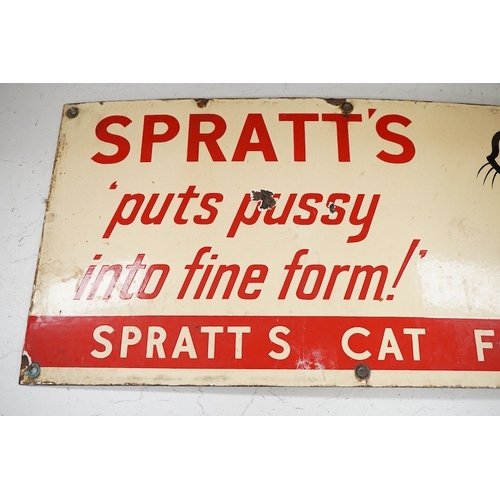 SPRATT'S
'puts pussy
into fine form!'
SPRATT S CAT F